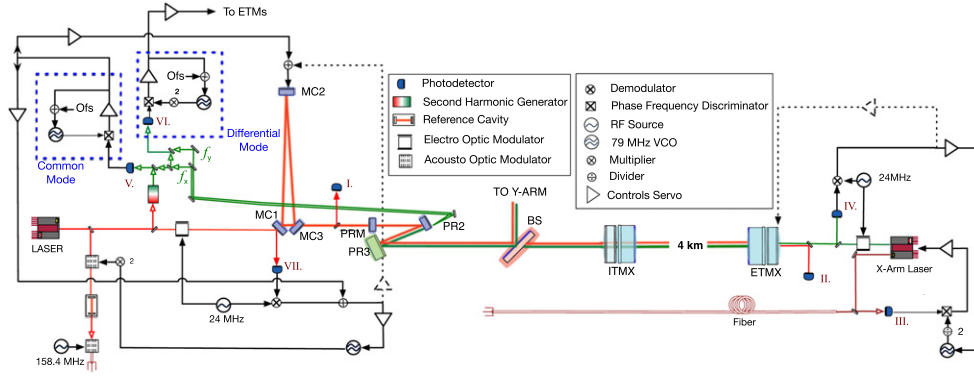 To ETMs
Ofs
2
VI.
Ofs
Differential
Mode
Common
Mode
V.
fy
fx
MC2
Photodetector
Second Harmonic Generator
Reference Cavity
Electro Optic Modulator
Acousto Optic Modulator
Demodulator
Phase Frequency Discriminator
RF Source
79 MHz VCO
Multiplier
Divider
Controls Servo
I.
TO Y-ARM
MC1
MC3
PRM
PR2
PR3
BS
LASER
VII.
2
24 MHz
158.4 MHz
ITMX
4 km
ETMX
II.
24MHz
IV.
X-Arm Laser
Fiber
III.
2